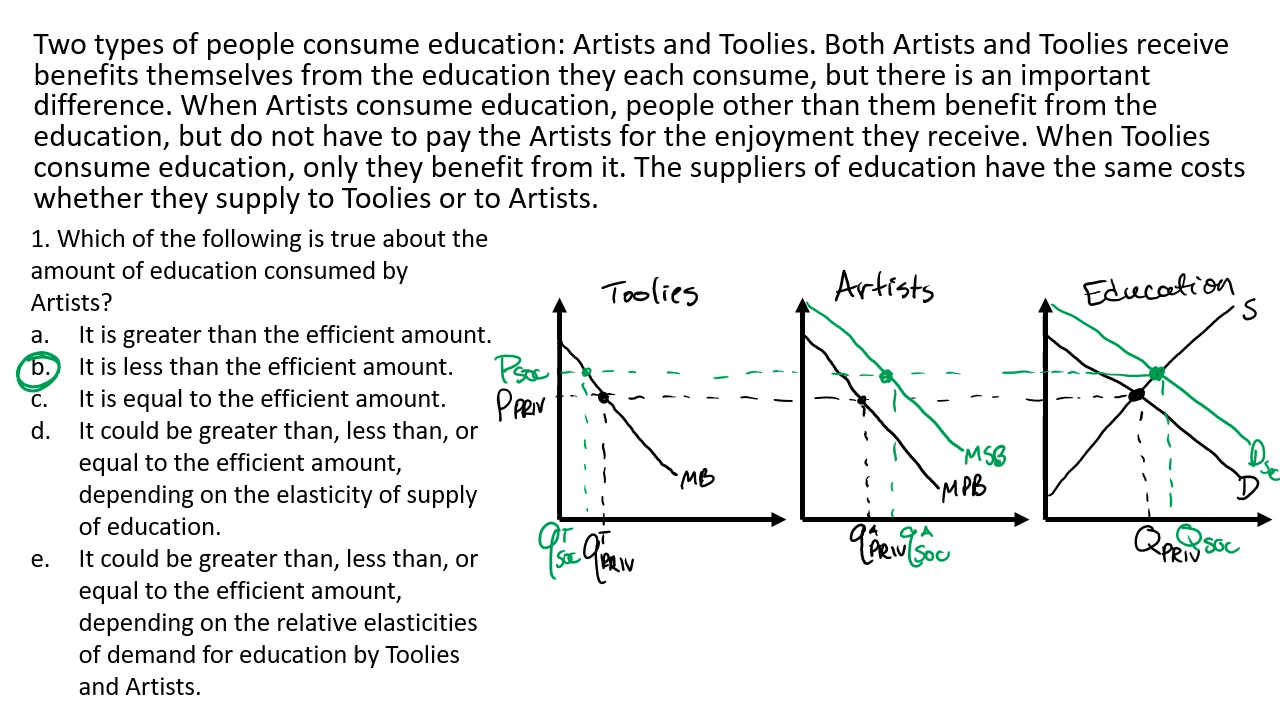 Two types of people consume education: Artists and Toolies. Both Artists and Toolies receive
benefits themselves from the education they each consume, but there is an important
difference. When Artists consume education, people other than them benefit from the
education, but do not have to pay the Artists for the enjoyment they receive. When Toolies
consume education, only they benefit from it. The suppliers of education have the same costs
whether they supply to Toolies or to Artists.
1. Which of the following is true about the
amount of education consumed by
Artists?
a. It is greater than the efficient amount.
b. It is less than the efficient amount.
c. It is equal to the efficient amount.
d. It could be greater than, less than, or
equal to the efficient amount,
depending on the elasticity of supply
of education.
e. It could be greater than, less than, or
equal to the efficient amount,
depending on the relative elasticities
of demand for education by Toolies
and Artists.
Toolies
Artists
Education
S
PSOC
PPRIV
MB
MSB
MPB
DSOC
D
qTSOC qTPRIV
qAPRIV qASOC
QPRIV QSOC